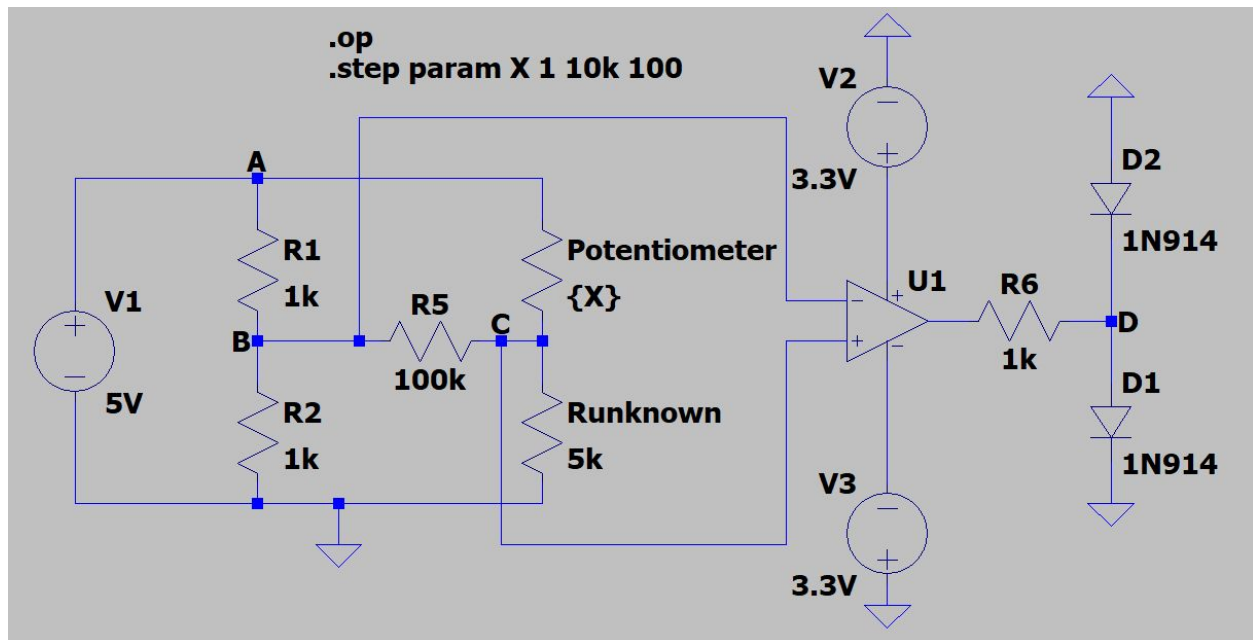 .op
.step param X 1 10k 100
V2
−
+
3.3V
A
R1
1k
Potentiometer
{X}
V1
+
−
5V
B
R5
100k
C
R2
1k
Runknown
5k
−
+
+
−
U1
R6
1k
D
D2
1N914
D1
1N914
V3
−
+
3.3V